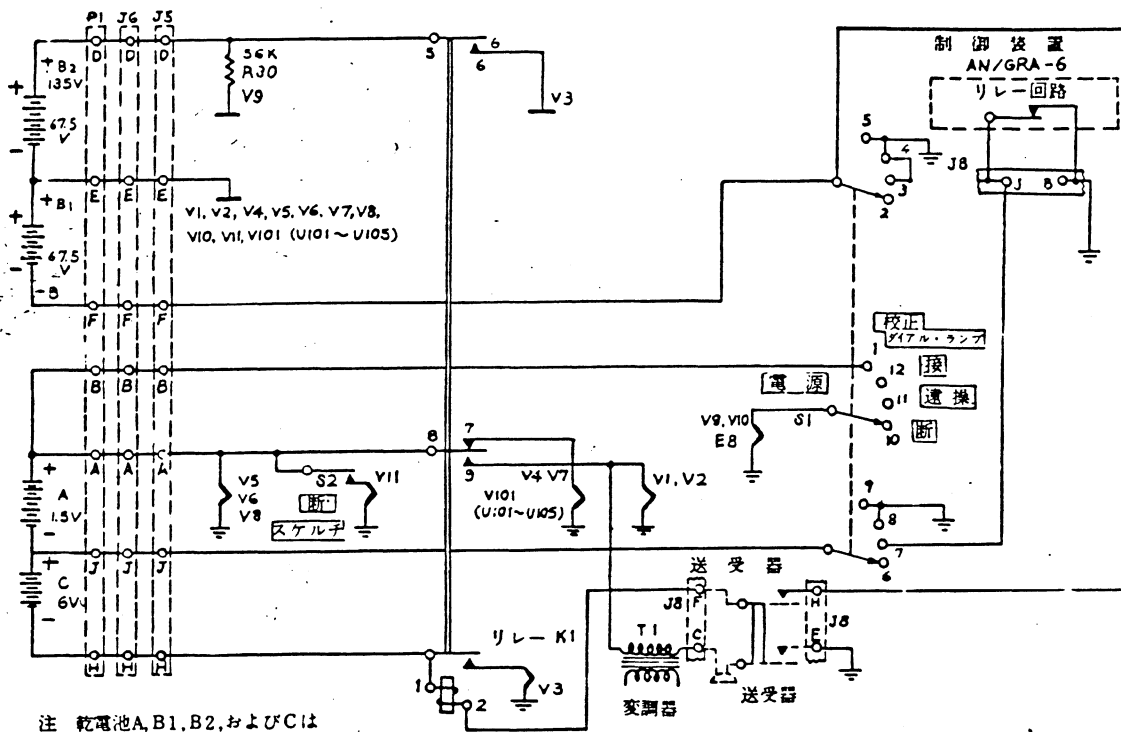 P1 J6 J5
D D D
+ B2
135V
+
67.5
V
-
56K
R30
V9
5
6
6
V3
制御装置
AN/GRA-6
リレー回路
J8
J B
5
4
3
2
E E E
+ B1
+
67.5
V
-
-B
V1, V2, V4, V5, V6, V7, V8,
V10, V11, V101 (U101～U105)
F F F
校正
ダイアル・ランプ
1
12 接
11 遠操
10 断
電源
S1
B B B
V9, V10
E8
A A A
+
A
1.5V
-
V5
V6
V8
S2
断
スケルチ
V11
8
7
9
V4 V7
V101
(U101～U105)
V1, V2
9
8
7
6
J J J
+
C
6V
-
送受器
J8
F
C
H
E
J8
T1
変調器
送受器
H H H
リレー K1
1
2
V3
注 乾電池A, B1, B2, およびCは